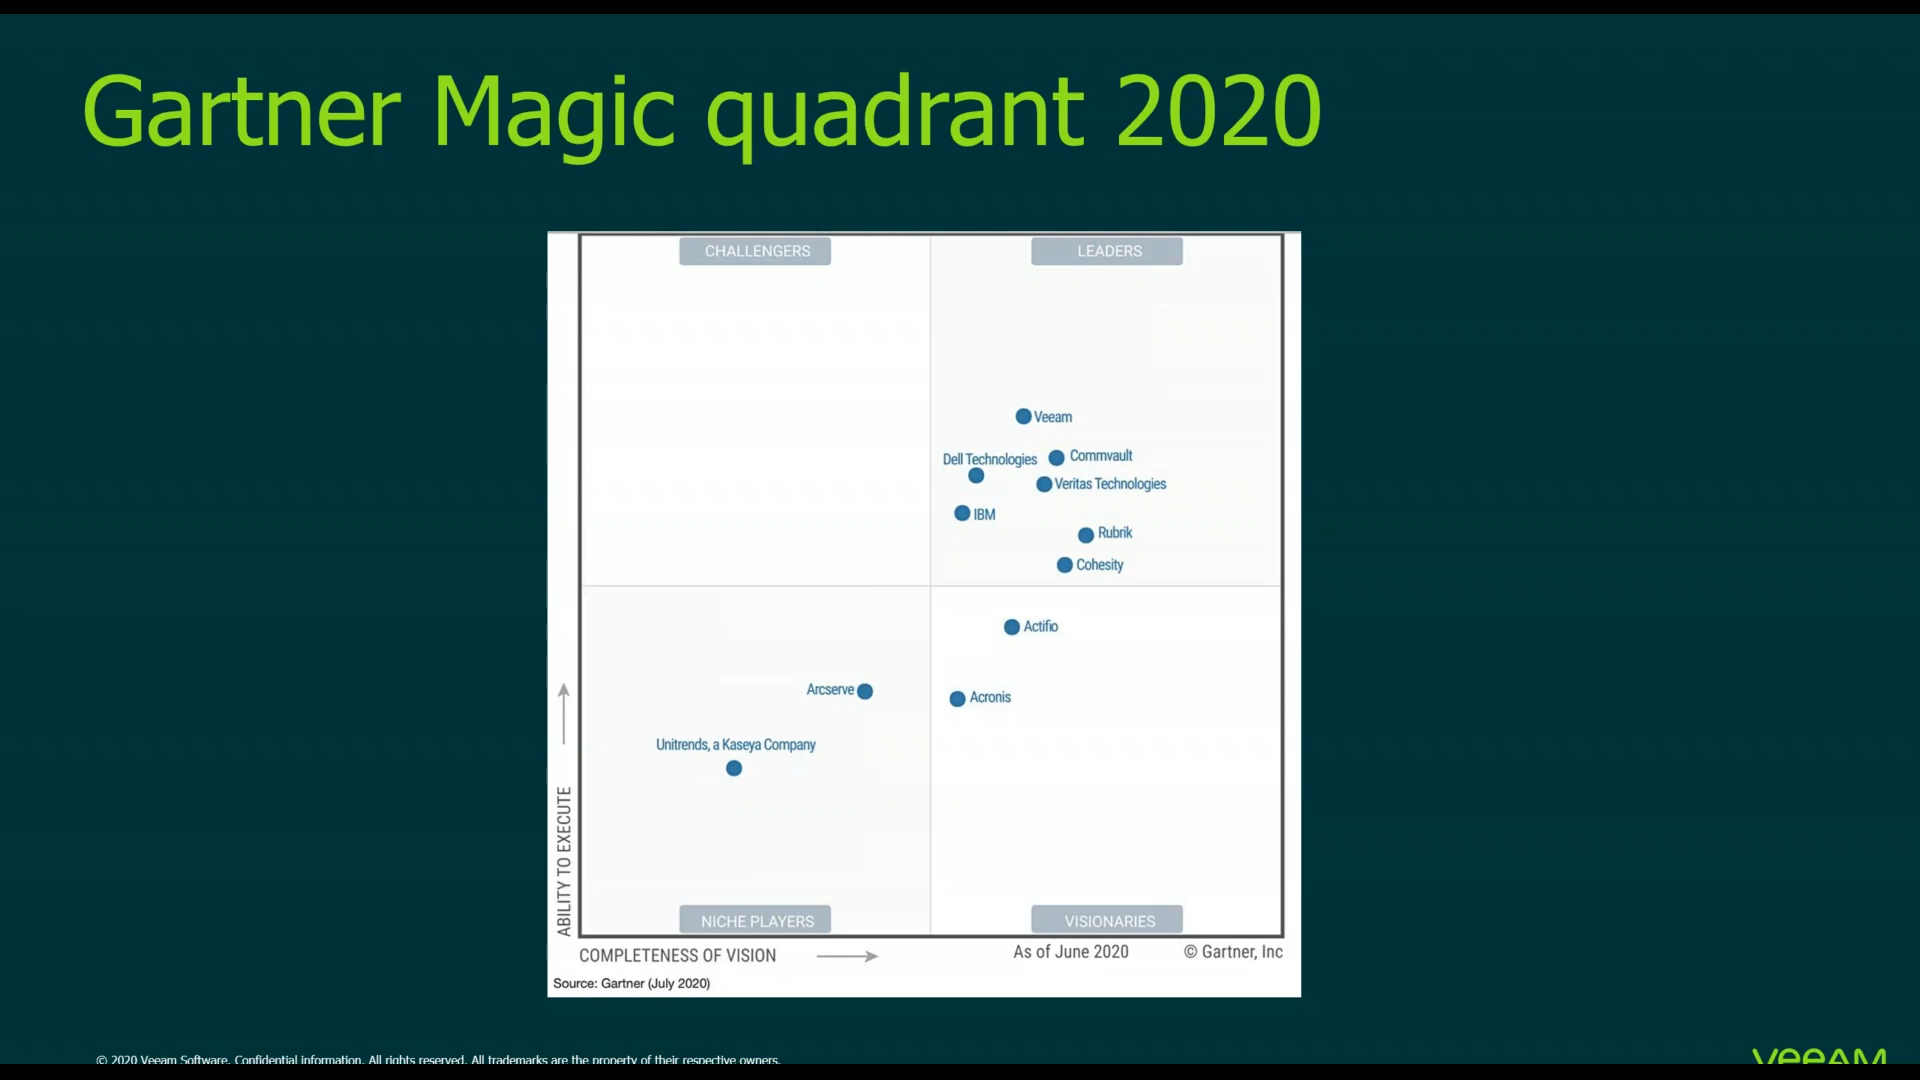 Gartner Magic quadrant 2020
CHALLENGERS
LEADERS
Veeam
Dell Technologies
Commvault
Veritas Technologies
IBM
Rubrik
Cohesity
Actifio
Arcserve
Acronis
Unitrends, a Kaseya Company
ABILITY TO EXECUTE
NICHE PLAYERS
VISIONARIES
COMPLETENESS OF VISION
As of June 2020
© Gartner, Inc
Source: Gartner (July 2020)
© 2020 Veeam Software. Confidential information. All rights reserved. All trademarks are the property of their respective owners.
veeAM